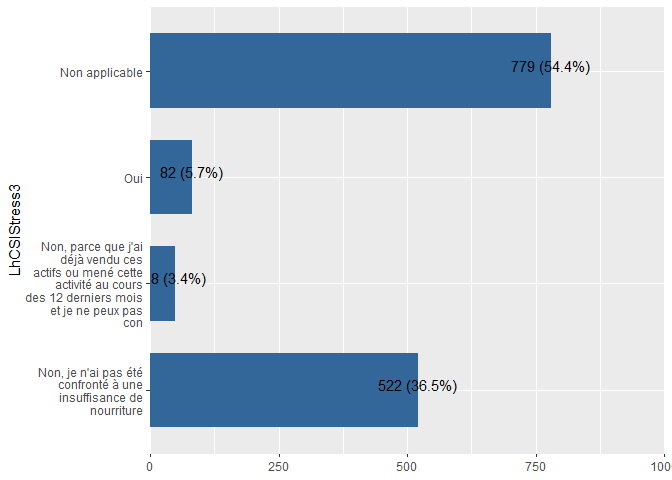 LhCSIStress3
Non applicable
779 (54.4%)
Oui
82 (5.7%)
Non, parce que j'ai
déjà vendu ces
actifs ou mené cette
activité au cours
des 12 derniers mois
et je ne peux pas
con
8 (3.4%)
Non, je n'ai pas été
confronté à une
insuffisance de
nourriture
522 (36.5%)
0 250 500 750 100